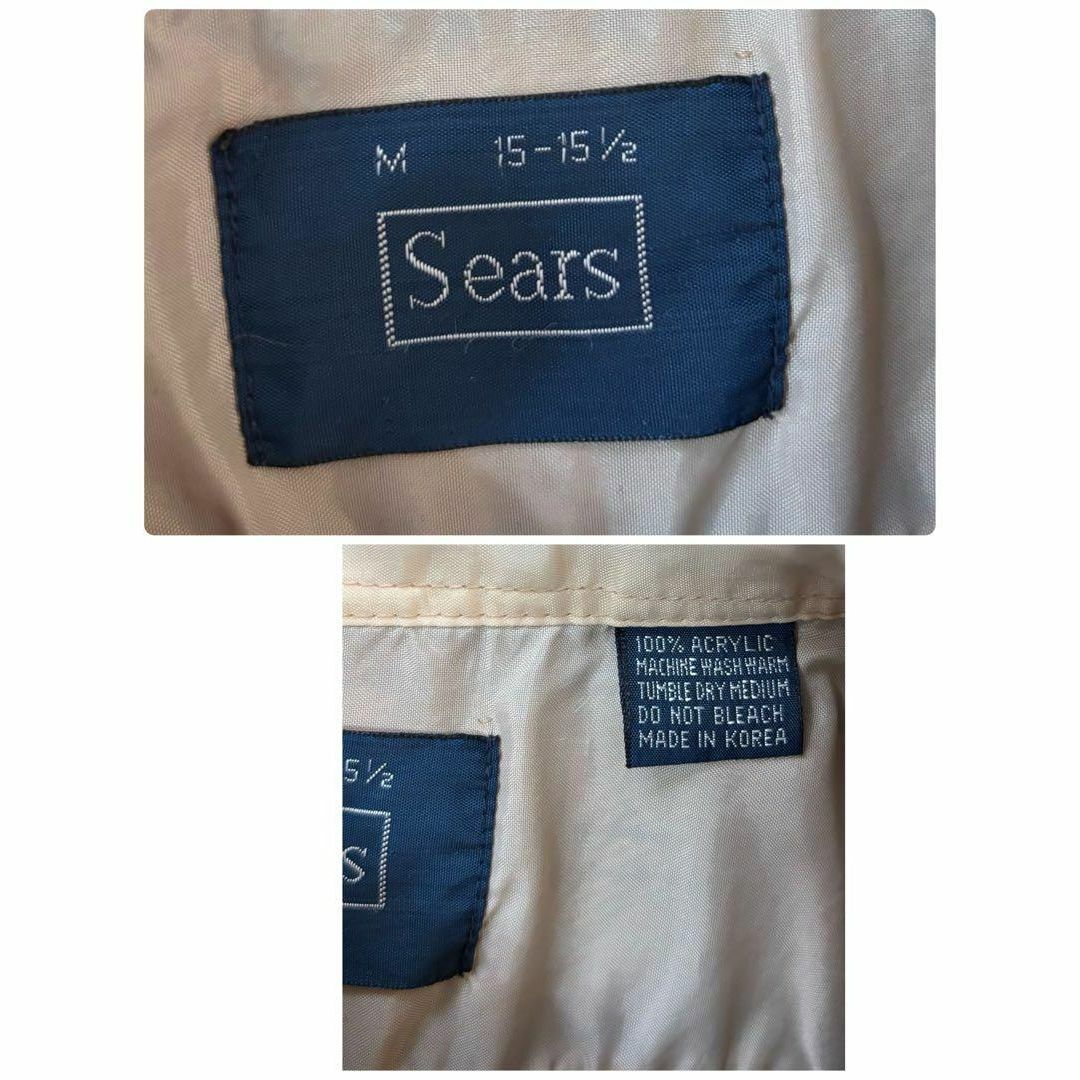 M 15-15½
Sears
100% ACRYLIC
MACHINE WASH WARM
TUMBLE DRY MEDIUM
DO NOT BLEACH
MADE IN KOREA
5½
s